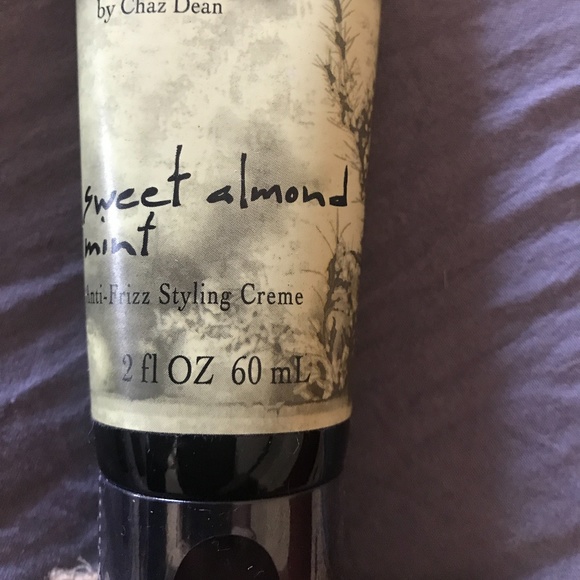 by Chaz Dean
sweet almond
mint
Anti-Frizz Styling Creme
2 fl OZ 60 mL